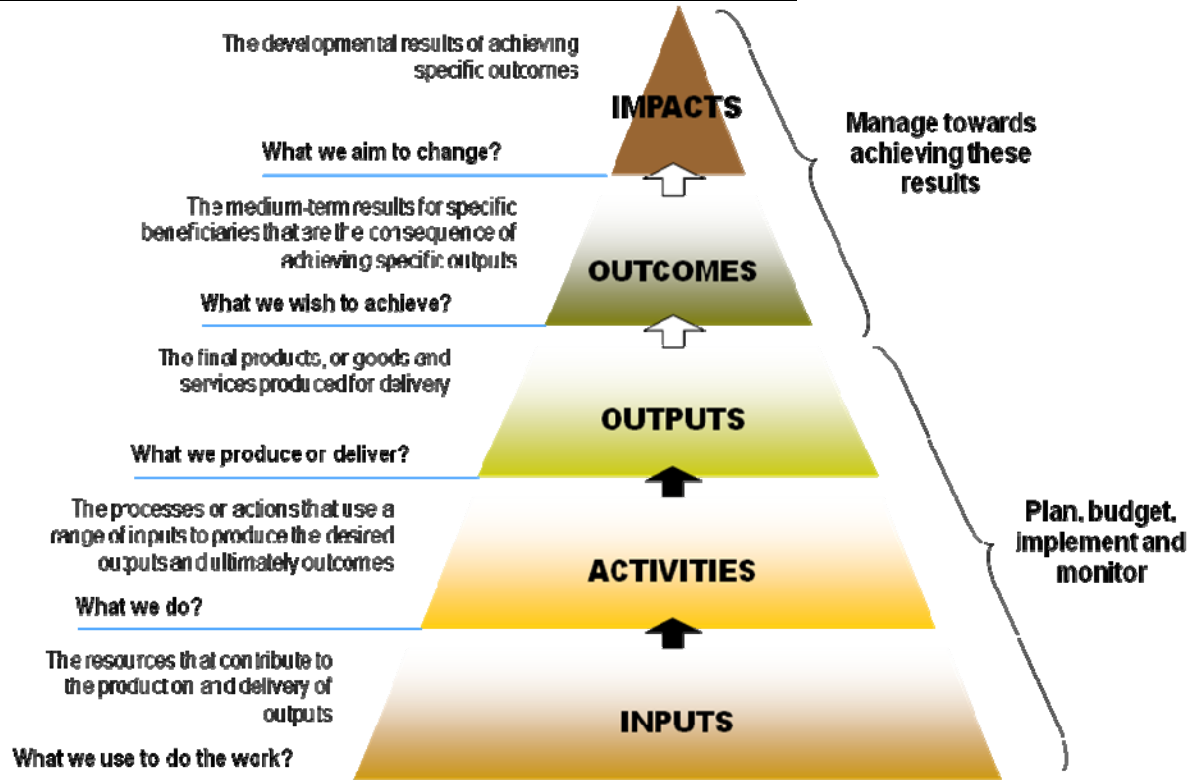 The developmental results of achieving
specific outcomes
IMPACTS
What we aim to change?
Manage towards
achieving these
results
The medium-term results for specific
beneficiaries that are the consequence of
achieving specific outputs
OUTCOMES
What we wish to achieve?
The final products, or goods and
services produced for delivery
OUTPUTS
What we produce or deliver?
The processes or actions that use a
range of inputs to produce the desired
outputs and ultimately outcomes
ACTIVITIES
What we do?
Plan, budget,
implement and
monitor
The resources that contribute to
the production and delivery of
outputs
INPUTS
What we use to do the work?